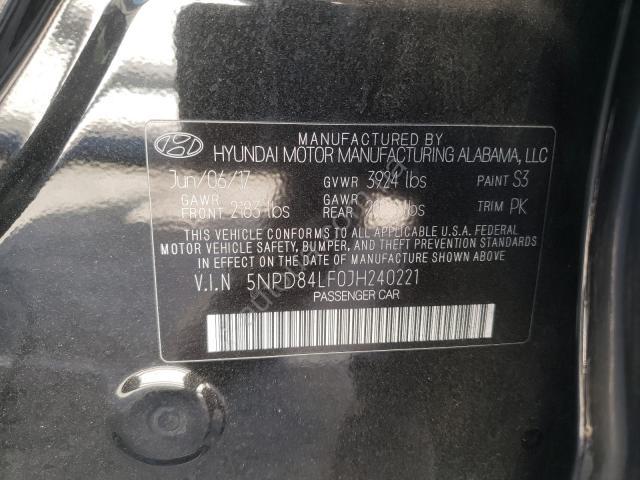 MANUFACTURED BY
HYUNDAI MOTOR MANUFACTURING ALABAMA, LLC
Jun/06/17 GVWR 3924 lbs PAINT S3
GAWR FRONT 2183 lbs GAWR REAR lbs TRIM PK
THIS VEHICLE CONFORMS TO ALL APPLICABLE U.S.A. FEDERAL
MOTOR VEHICLE SAFETY, BUMPER, AND THEFT PREVENTION STANDARDS
IN EFFECT ON THE DATE OF MANUFACTURE SHOWN ABOVE.
V.I.N 5NPD84LF0JH240221
PASSENGER CAR